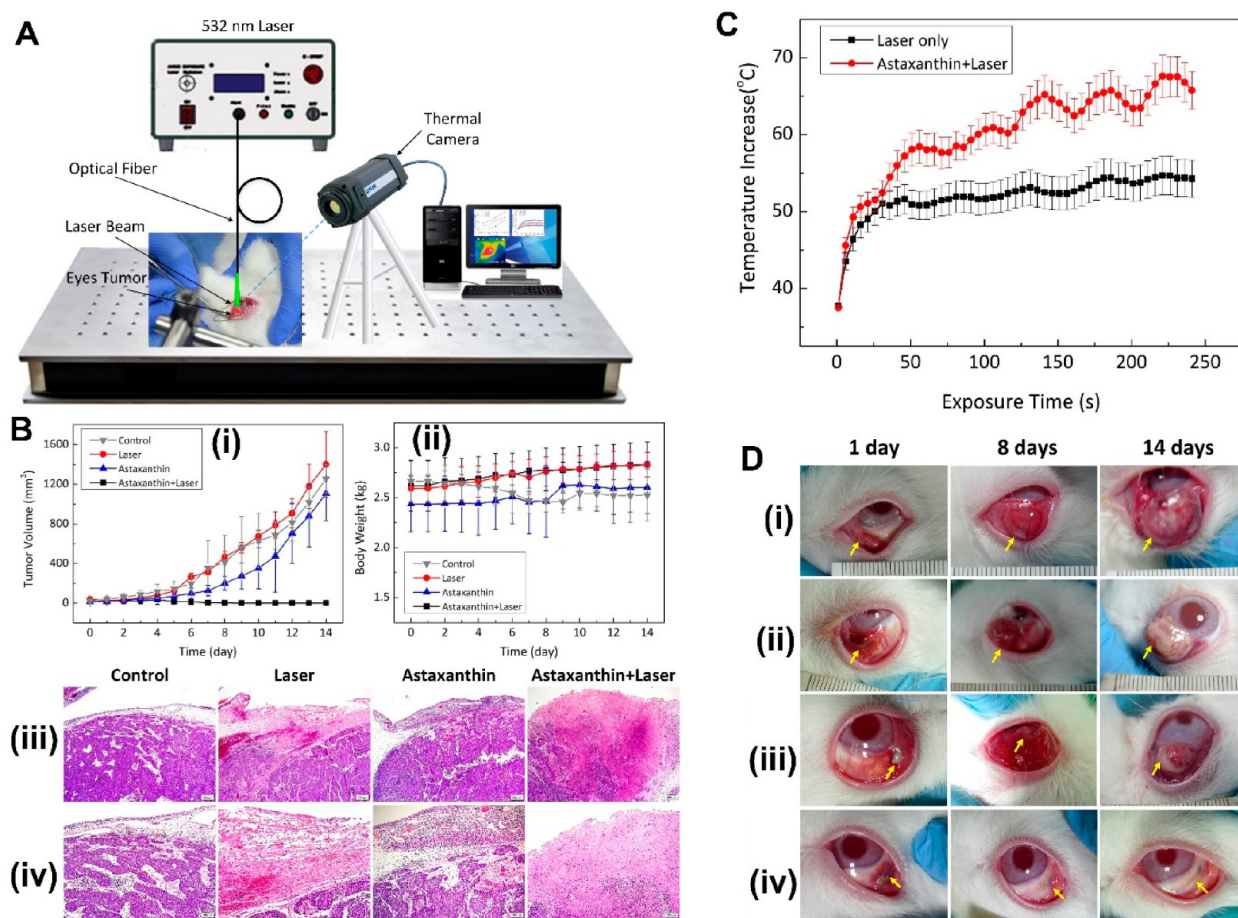 A
532 nm Laser
Thermal
Camera
Optical Fiber
Laser Beam
Eyes Tumor
B
(i)
Control
Laser
Astaxanthin
Astaxanthin+Laser
Tumor Volume (mm³)
1600
1200
800
400
0
0 2 4 6 8 10 12 14
Time (day)
(ii)
Control
Laser
Astaxanthin
Astaxanthin+Laser
Body Weight (kg)
3.0
2.5
2.0
1.5
0 2 4 6 8 10 12 14
Time (day)
Control Laser Astaxanthin Astaxanthin+Laser
(iii)
(iv)
C
Laser only
Astaxanthin+Laser
Temperature Increase(°C)
70
60
50
40
0 50 100 150 200 250
Exposure Time (s)
D
1 day 8 days 14 days
(i)
(ii)
(iii)
(iv)